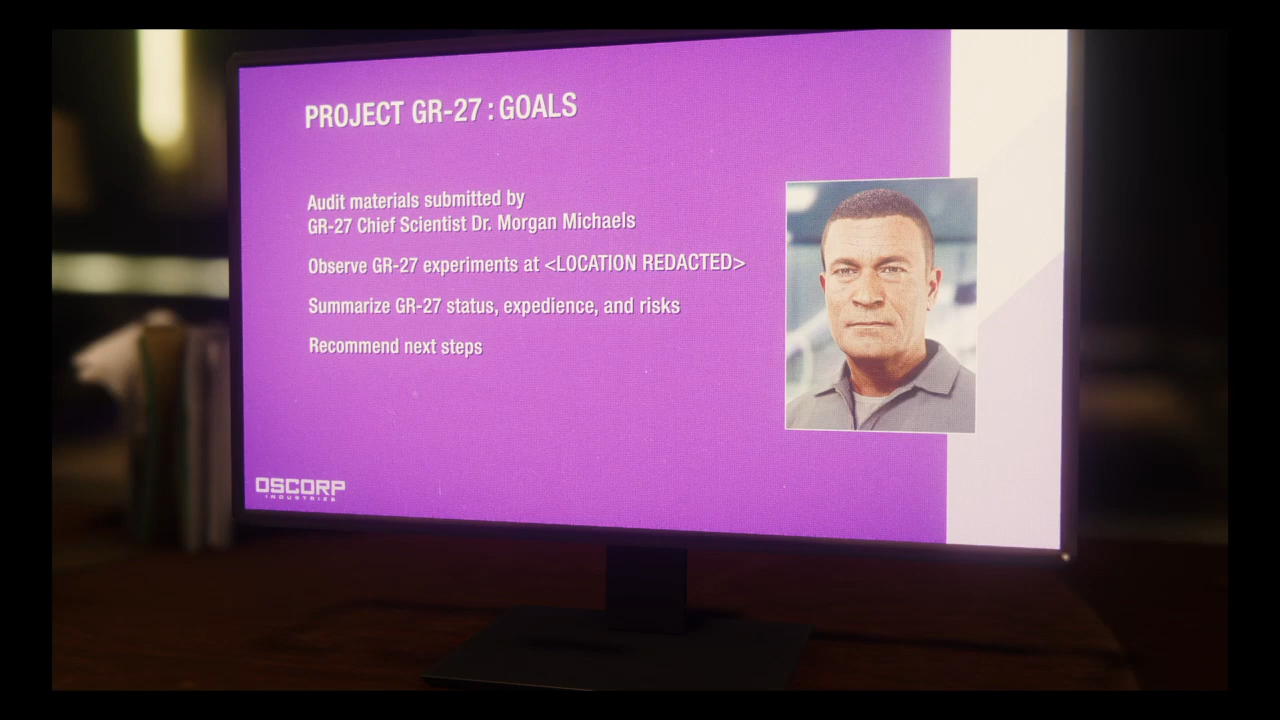 PROJECT GR-27 : GOALS
Audit materials submitted by
GR-27 Chief Scientist Dr. Morgan Michaels
Observe GR-27 experiments at <LOCATION REDACTED>
Summarize GR-27 status, expedience, and risks
Recommend next steps
OSCORP
INDUSTRIES